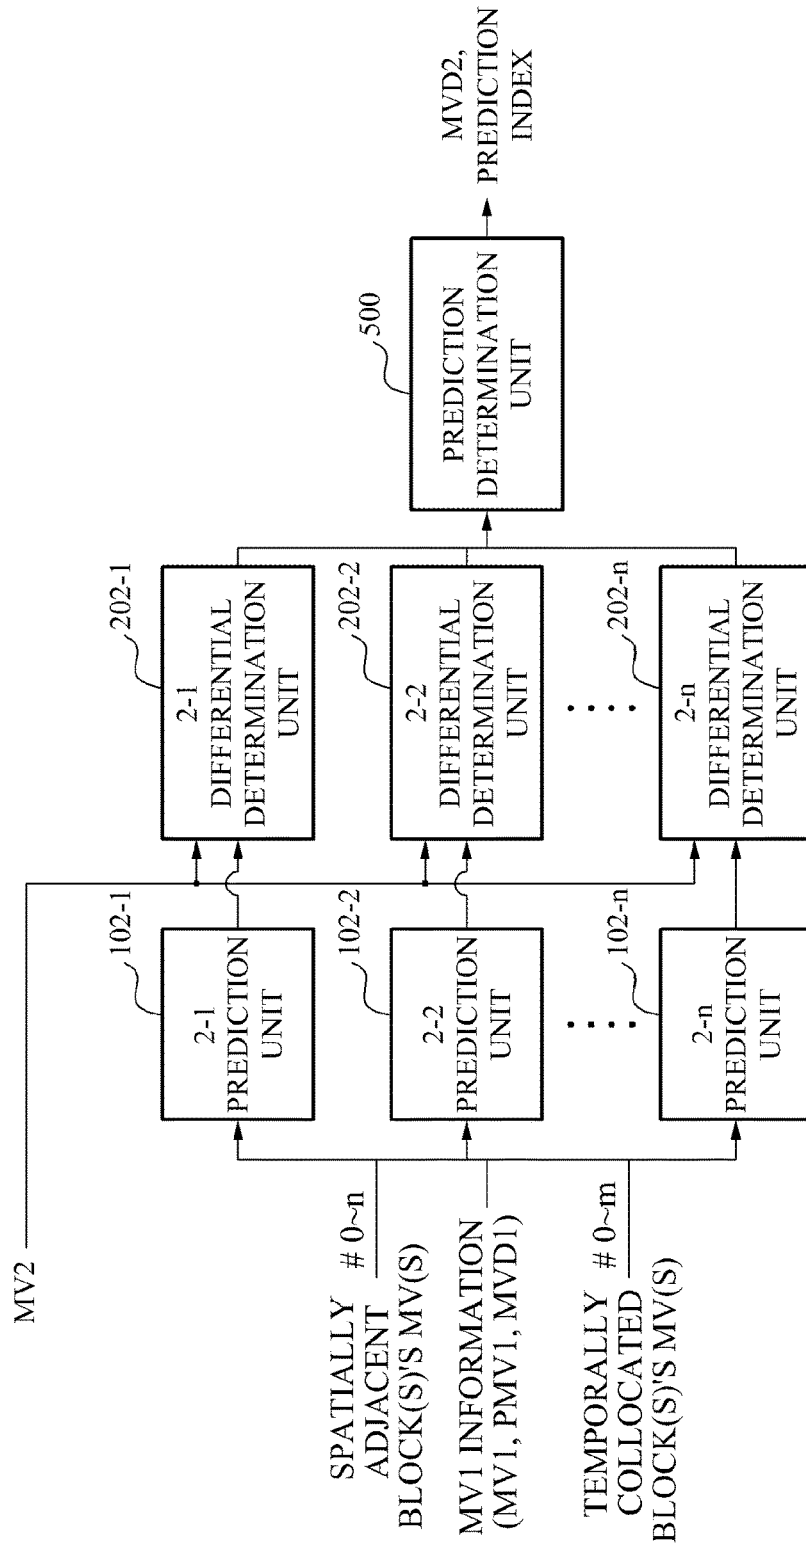 MV2
SPATIALLY
ADJACENT
BLOCK(S)'S MV(S)
# 0~n
MV1 INFORMATION
(MV1, PMV1, MVD1)
TEMPORALLY
COLLOCATED
BLOCK(S)'S MV(S)
# 0~m
102-1
2-1
PREDICTION
UNIT
102-2
2-2
PREDICTION
UNIT
102-n
2-n
PREDICTION
UNIT
202-1
2-1
DIFFERENTIAL
DETERMINATION
UNIT
202-2
2-2
DIFFERENTIAL
DETERMINATION
UNIT
202-n
2-n
DIFFERENTIAL
DETERMINATION
UNIT
500
PREDICTION
DETERMINATION
UNIT
MVD2,
PREDICTION
INDEX